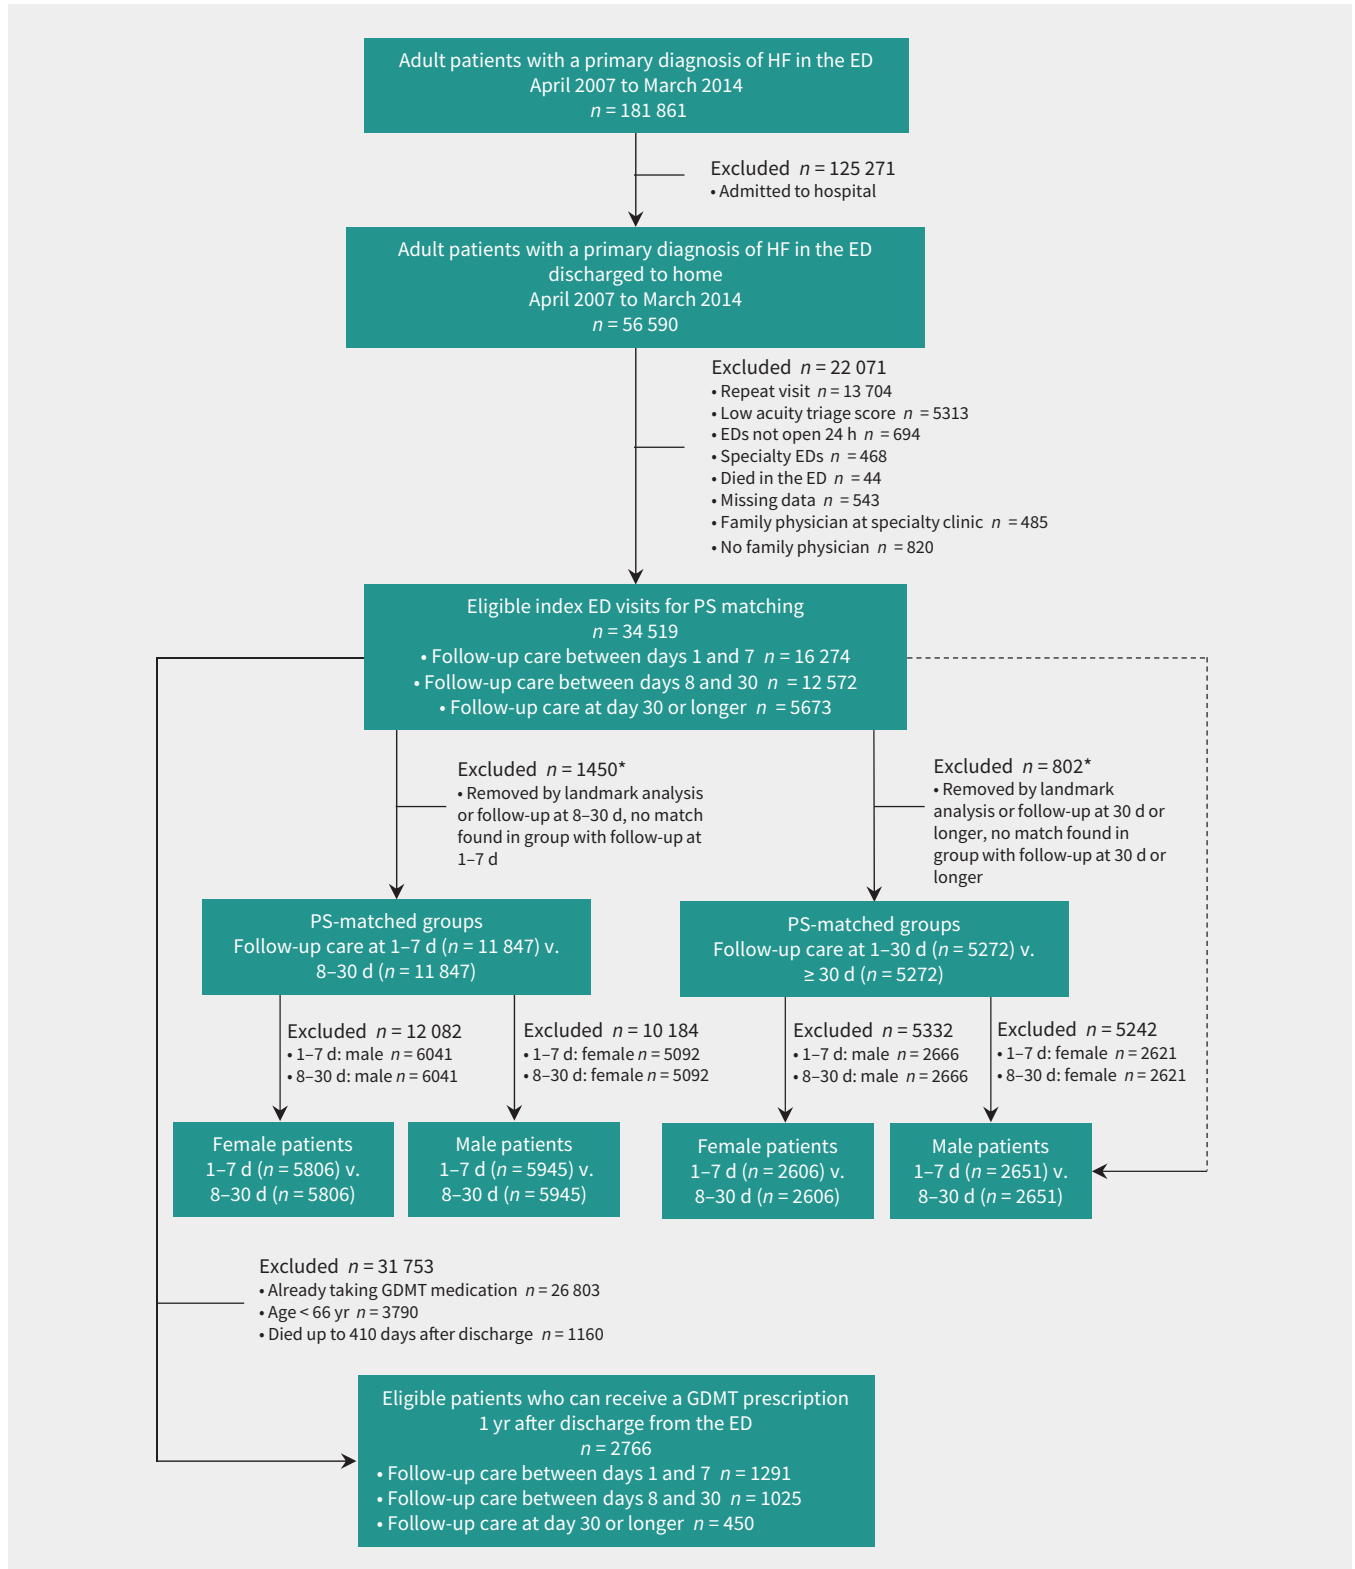 Adult patients with a primary diagnosis of HF in the ED
April 2007 to March 2014
n = 181 861
Excluded n = 125 271
• Admitted to hospital
Adult patients with a primary diagnosis of HF in the ED
discharged to home
April 2007 to March 2014
n = 56 590
Excluded n = 22 071
• Repeat visit n = 13 704
• Low acuity triage score n = 5313
• EDs not open 24 h n = 694
• Specialty EDs n = 468
• Died in the ED n = 44
• Missing data n = 543
• Family physician at specialty clinic n = 485
• No family physician n = 820
Eligible index ED visits for PS matching
n = 34 519
• Follow-up care between days 1 and 7 n = 16 274
• Follow-up care between days 8 and 30 n = 12 572
• Follow-up care at day 30 or longer n = 5673
Excluded n = 1450*
• Removed by landmark analysis
or follow-up at 8–30 d, no match
found in group with follow-up at
1–7 d
Excluded n = 802*
• Removed by landmark
analysis or follow-up at 30 d or
longer, no match found in
group with follow-up at 30 d or
longer
PS-matched groups
Follow-up care at 1–7 d (n = 11 847) v.
8–30 d (n = 11 847)
PS-matched groups
Follow-up care at 1–30 d (n = 5272) v.
≥ 30 d (n = 5272)
Excluded n = 12 082
• 1–7 d: male n = 6041
• 8–30 d: male n = 6041
Excluded n = 10 184
• 1–7 d: female n = 5092
• 8–30 d: female n = 5092
Excluded n = 5332
• 1–7 d: male n = 2666
• 8–30 d: male n = 2666
Excluded n = 5242
• 1–7 d: female n = 2621
• 8–30 d: female n = 2621
Female patients
1–7 d (n = 5806) v.
8–30 d (n = 5806)
Male patients
1–7 d (n = 5945) v.
8–30 d (n = 5945)
Female patients
1–7 d (n = 2606) v.
8–30 d (n = 2606)
Male patients
1–7 d (n = 2651) v.
8–30 d (n = 2651)
Excluded n = 31 753
• Already taking GDMT medication n = 26 803
• Age < 66 yr n = 3790
• Died up to 410 days after discharge n = 1160
Eligible patients who can receive a GDMT prescription
1 yr after discharge from the ED
n = 2766
• Follow-up care between days 1 and 7 n = 1291
• Follow-up care between days 8 and 30 n = 1025
• Follow-up care at day 30 or longer n = 450